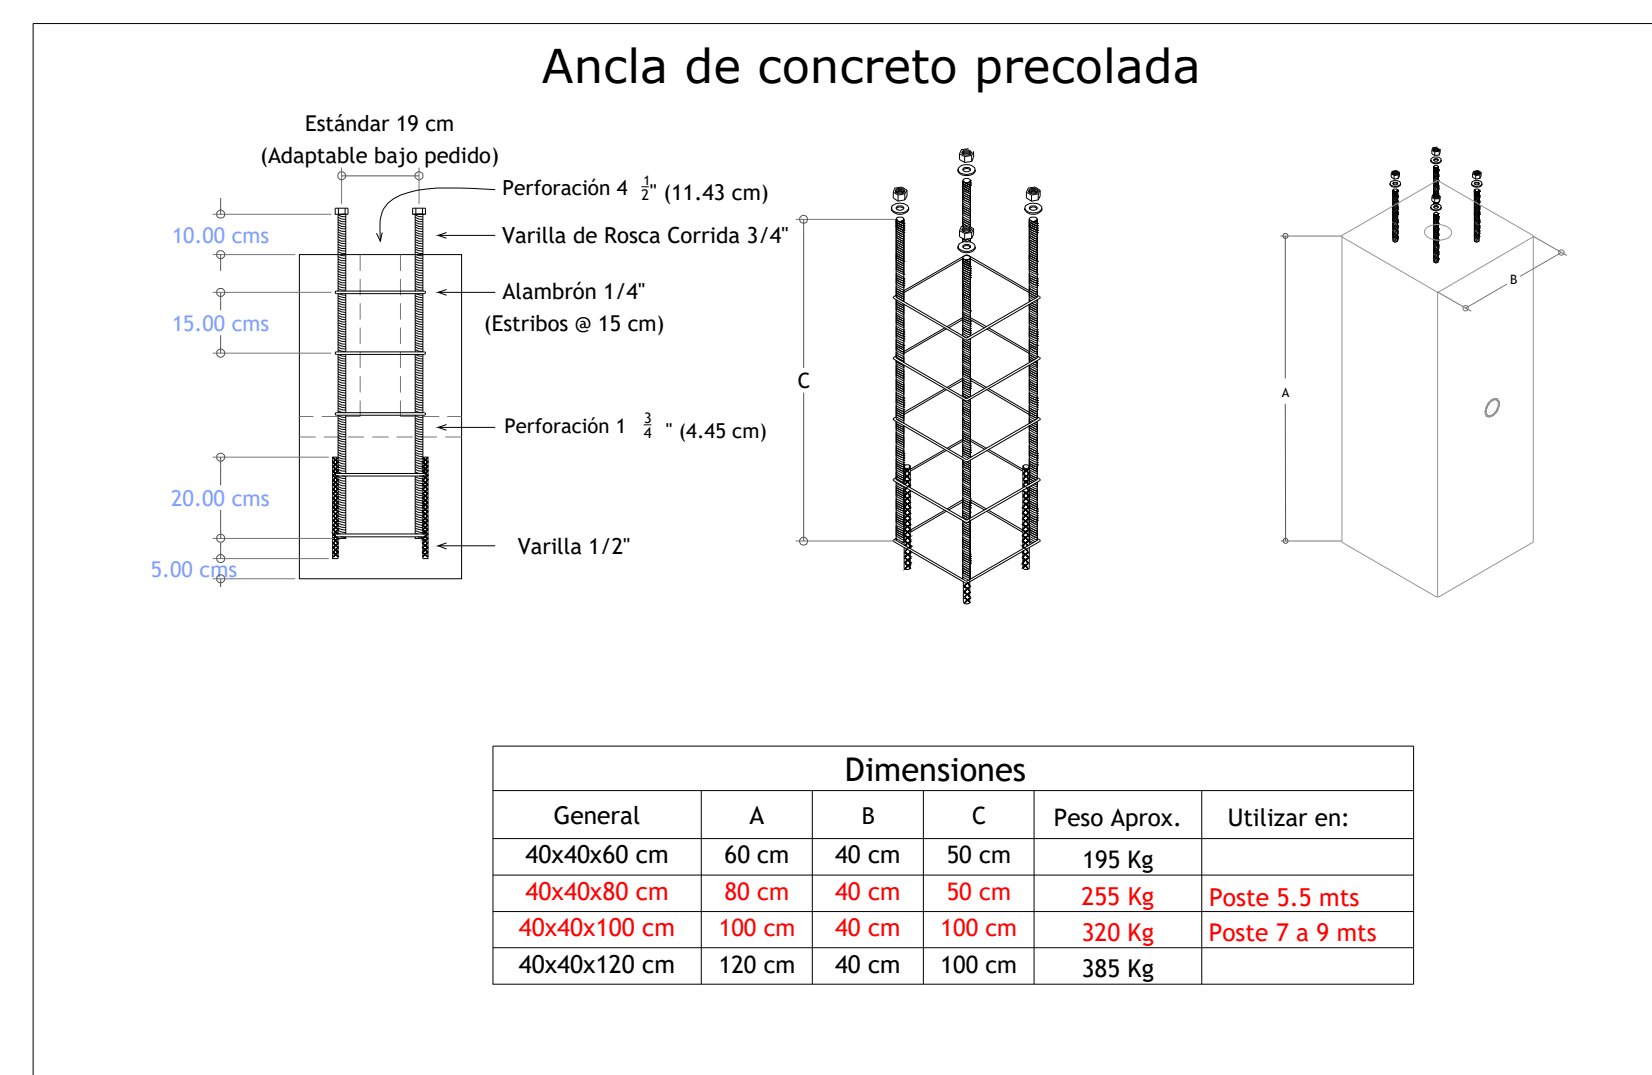 Ancla de concreto precolada
Estándar 19 cm
(Adaptable bajo pedido)
Perforación 4 1/2" (11.43 cm)
10.00 cms
Varilla de Rosca Corrida 3/4"
Alambrón 1/4"
15.00 cms
(Estribos @ 15 cm)
Perforación 1 3/4 " (4.45 cm)
20.00 cms
Varilla 1/2"
5.00 cms
C
A
B
Dimensiones
General A B C Peso Aprox. Utilizar en:
40x40x60 cm 60 cm 40 cm 50 cm 195 Kg
40x40x80 cm 80 cm 40 cm 50 cm 255 Kg Poste 5.5 mts
40x40x100 cm 100 cm 40 cm 100 cm 320 Kg Poste 7 a 9 mts
40x40x120 cm 120 cm 40 cm 100 cm 385 Kg